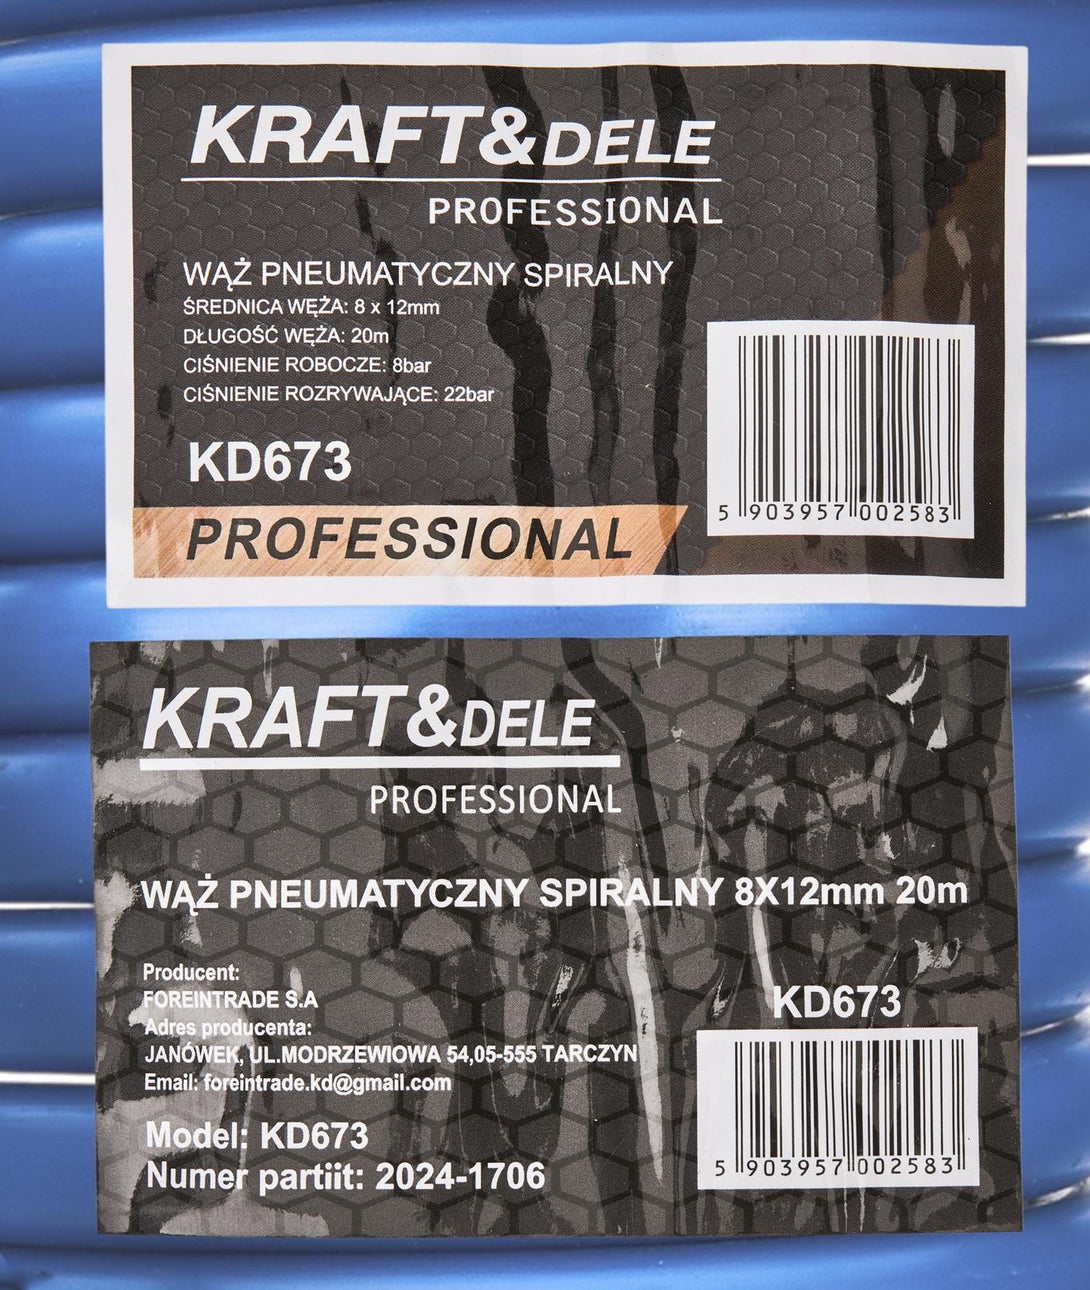 KRAFT&DELE
PROFESSIONAL
WĄŻ PNEUMATYCZNY SPIRALNY
ŚREDNICA WĘŻA: 8 x 12mm
DŁUGOŚĆ WĘŻA: 20m
CIŚNIENIE ROBOCZE: 8bar
CIŚNIENIE ROZRYWAJĄCE: 22bar
KD673
PROFESSIONAL
5 903957 002583
KRAFT&DELE
PROFESSIONAL
WĄŻ PNEUMATYCZNY SPIRALNY 8X12mm 20m
Producent:
FOREINTRADE S.A
Adres producenta:
JANÓWEK, UL.MODRZEWIOWA 54,05-555 TARCZYN
Email: foreintrade.kd@gmail.com
Model: KD673
Numer partiit: 2024-1706
KD673
5 903957 002583